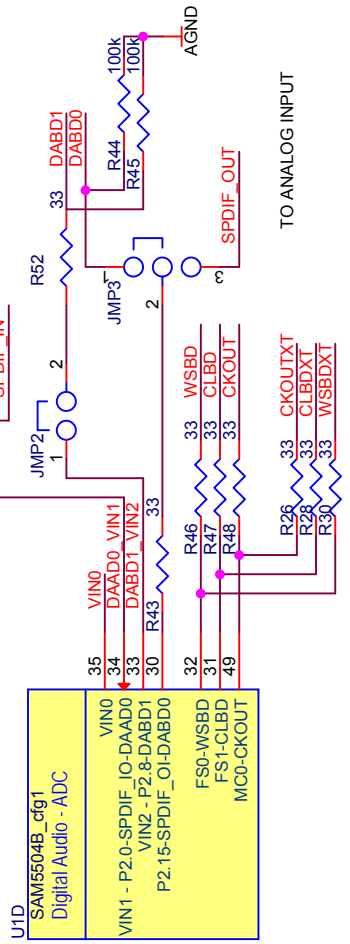 SPDIF_IN
DABD1
DABD0
R44
100k
R45
100k
AGND
R52
33
JMP2
1
2
JMP3
1
2
3
SPDIF_OUT
TO ANALOG INPUT
U1D
SAM5504B_cfg1
Digital Audio - ADC
VIN0
35
VIN0
VIN1 - P2.0-SPDIF_IO-DAAD0
34
DAAD0_VIN1
VIN2 - P2.8-DABD1
33
DABD1_VIN2
P2.15-SPDIF_OI-DABD0
30
R43
33
FS0-WSBD
32
R46
33
WSBD
FS1-CLBD
31
R47
33
CLBD
MC0-CKOUT
49
R48
33
CKOUT
R26
33
CKOUTXT
R28
33
CLBDXT
R30
33
WSBDXT